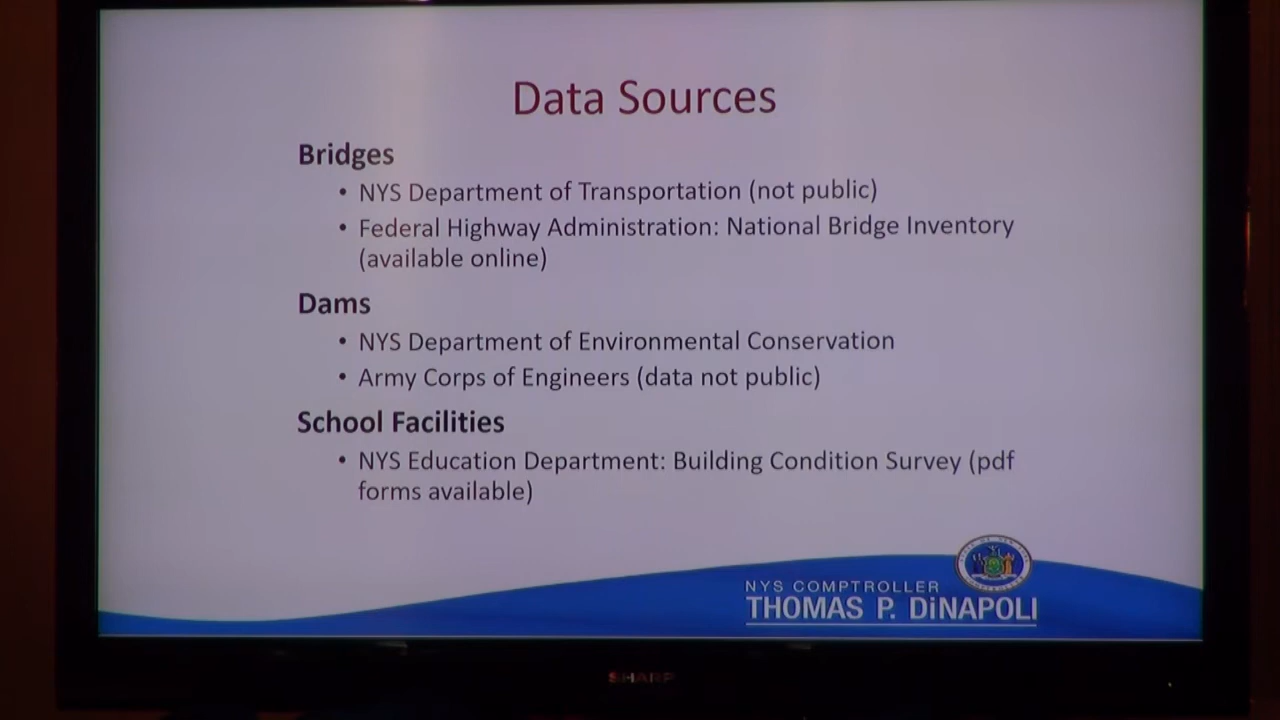 Data Sources
Bridges
• NYS Department of Transportation (not public)
• Federal Highway Administration: National Bridge Inventory
(available online)
Dams
• NYS Department of Environmental Conservation
• Army Corps of Engineers (data not public)
School Facilities
• NYS Education Department: Building Condition Survey (pdf
forms available)
NYS COMPTROLLER
THOMAS P. DiNAPOLI
SHARP